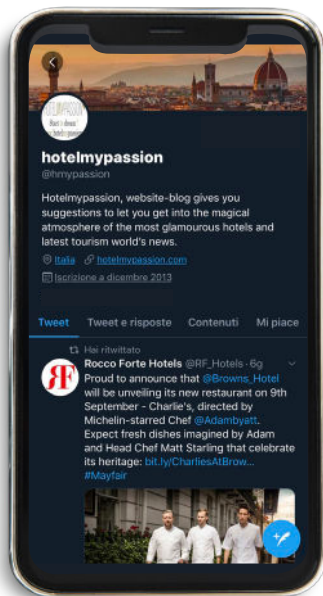 hotelmypassion
@hmypassion
Hotelmypassion, website-blog gives you
suggestions to let you get into the magical
atmosphere of the most glamourous hotels and
latest tourism world's news.
Italia hotelmypassion.com
Iscrizione a dicembre 2013
Tweet Tweet e risposte Contenuti Mi piace
Hai ritwittato
Rocco Forte Hotels @RF_Hotels · 6g
RF
Proud to announce that @Browns_Hotel
will be unveiling its new restaurant on 9th
September - Charlie's, directed by
Michelin-starred Chef @Adambyatt.
Expect fresh dishes imagined by Adam
and Head Chef Matt Starling that celebrate
its heritage: bit.ly/CharliesAtBrow...
#Mayfair